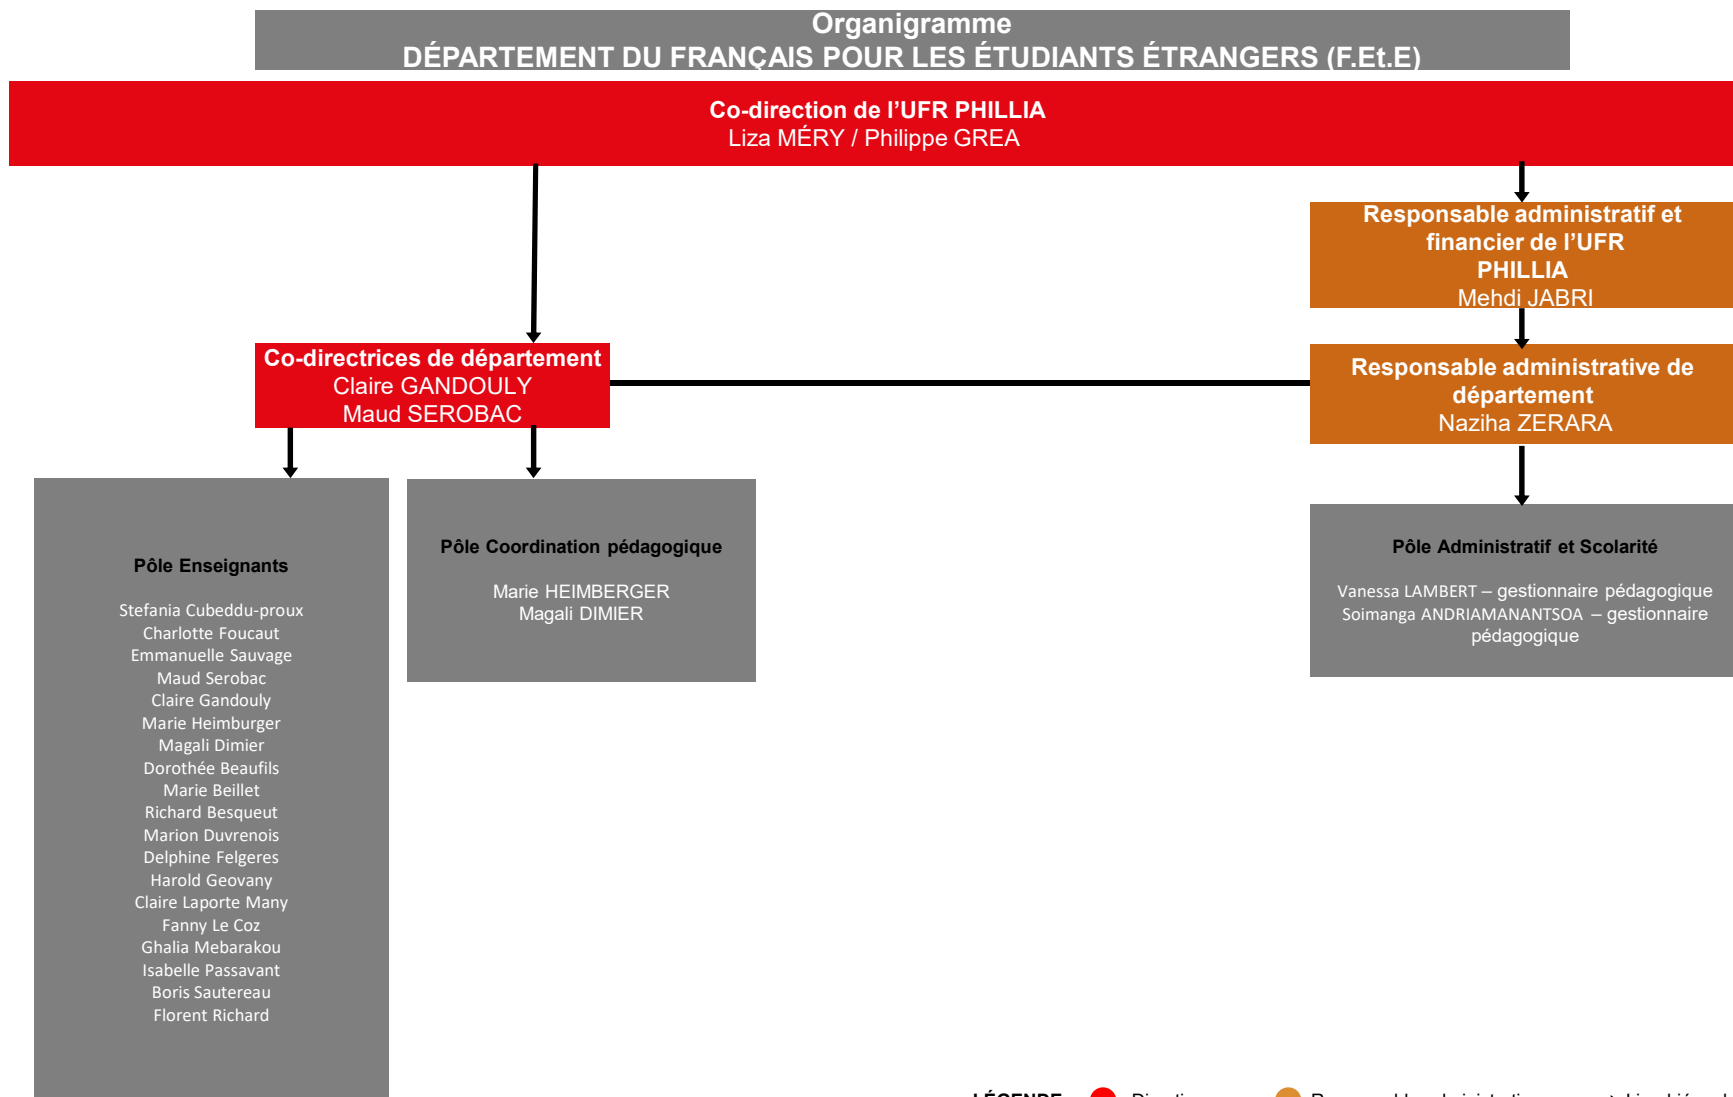 Organigramme
DÉPARTEMENT DU FRANÇAIS POUR LES ÉTUDIANTS ÉTRANGERS (F.Et.E)
Co-direction de l'UFR PHILLIA
Liza MÉRY / Philippe GREA
Responsable administratif et
financier de l'UFR
PHILLIA
Mehdi JABRI
Co-directrices de département
Claire GANDOULY
Maud SEROBAC
Responsable administrative de
département
Naziha ZERARA
Pôle Enseignants
Stefania Cubeddu-proux
Charlotte Foucaut
Emmanuelle Sauvage
Maud Serobac
Claire Gandouly
Marie Heimburger
Magali Dimier
Dorothée Beaufils
Marie Beillet
Richard Besqueut
Marion Duvrenois
Delphine Felgeres
Harold Geovany
Claire Laporte Many
Fanny Le Coz
Ghalia Mebarakou
Isabelle Passavant
Boris Sautereau
Florent Richard
Pôle Coordination pédagogique
Marie HEIMBERGER
Magali DIMIER
Pôle Administratif et Scolarité
Vanessa LAMBERT – gestionnaire pédagogique
Soimanga ANDRIAMANANTSOA – gestionnaire
pédagogique
LÉGENDE